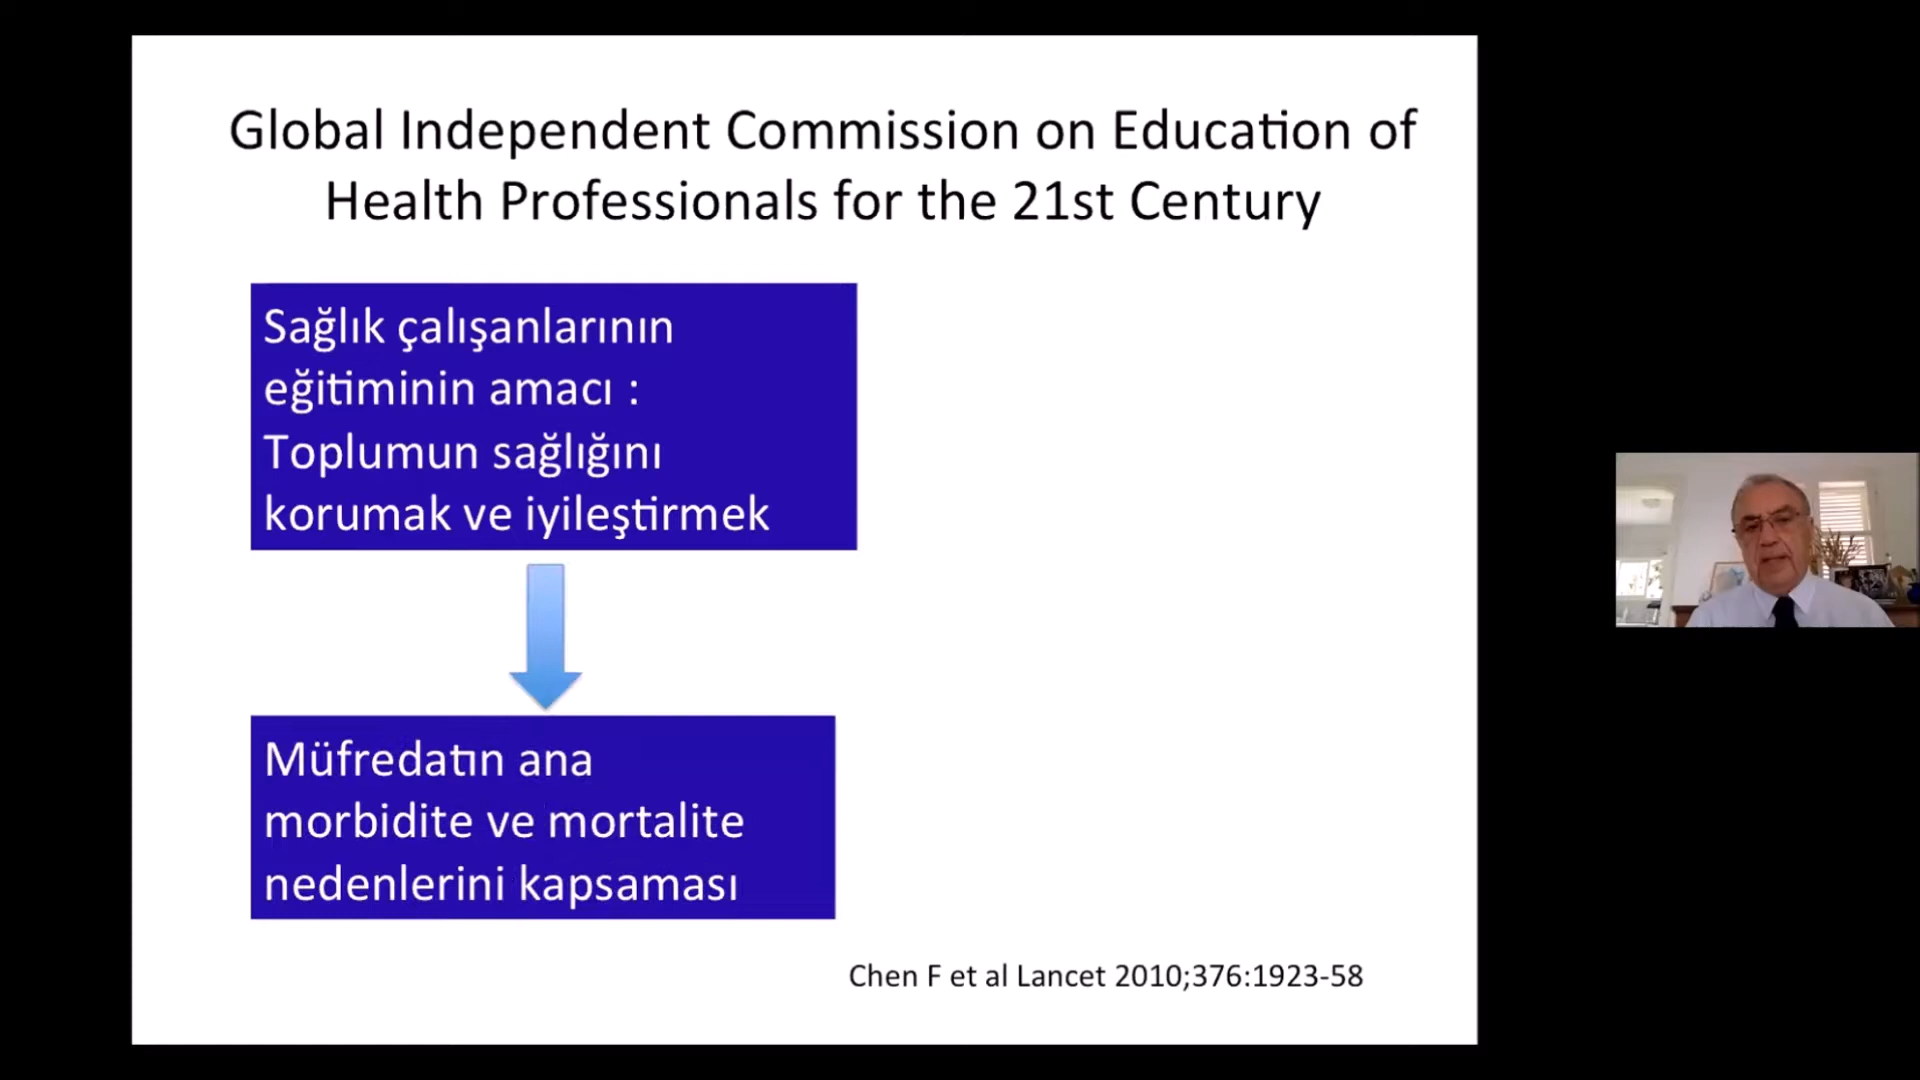 Global Independent Commission on Education of
Health Professionals for the 21st Century
Sağlık çalışanlarının
eğitiminin amacı :
Toplumun sağlığını
korumak ve iyileştirmek
Müfredatın ana
morbidite ve mortalite
nedenlerini kapsaması
Chen F et al Lancet 2010;376:1923-58